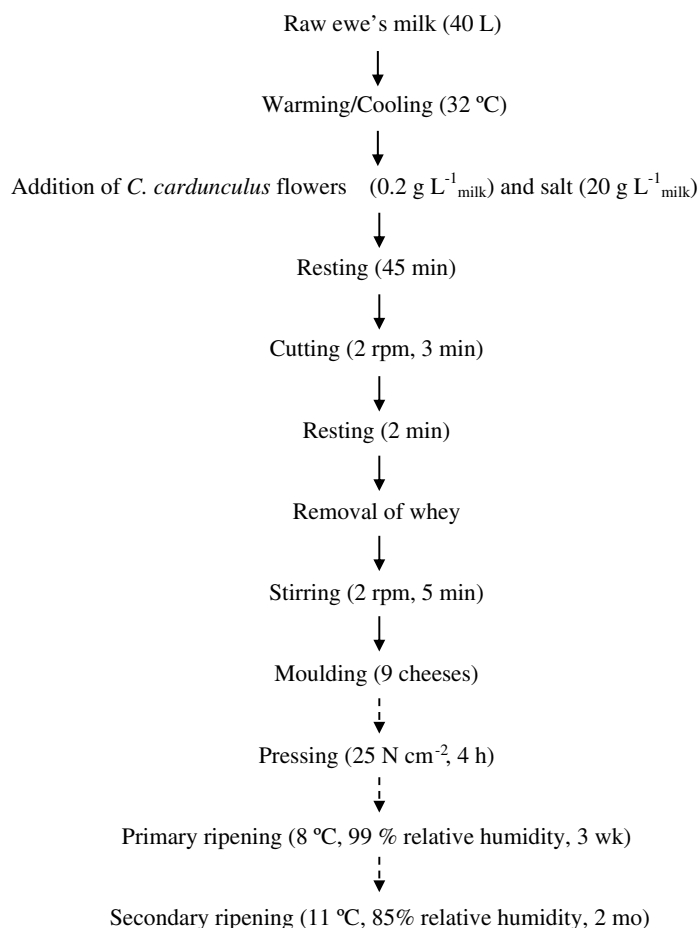 Raw ewe’s milk (40 L)
Warming/Cooling (32 ºC)
Addition of C. cardunculus flowers (0.2 g L⁻¹milk) and salt (20 g L⁻¹milk)
Resting (45 min)
Cutting (2 rpm, 3 min)
Resting (2 min)
Removal of whey
Stirring (2 rpm, 5 min)
Moulding (9 cheeses)
Pressing (25 N cm⁻², 4 h)
Primary ripening (8 ºC, 99 % relative humidity, 3 wk)
Secondary ripening (11 ºC, 85% relative humidity, 2 mo)